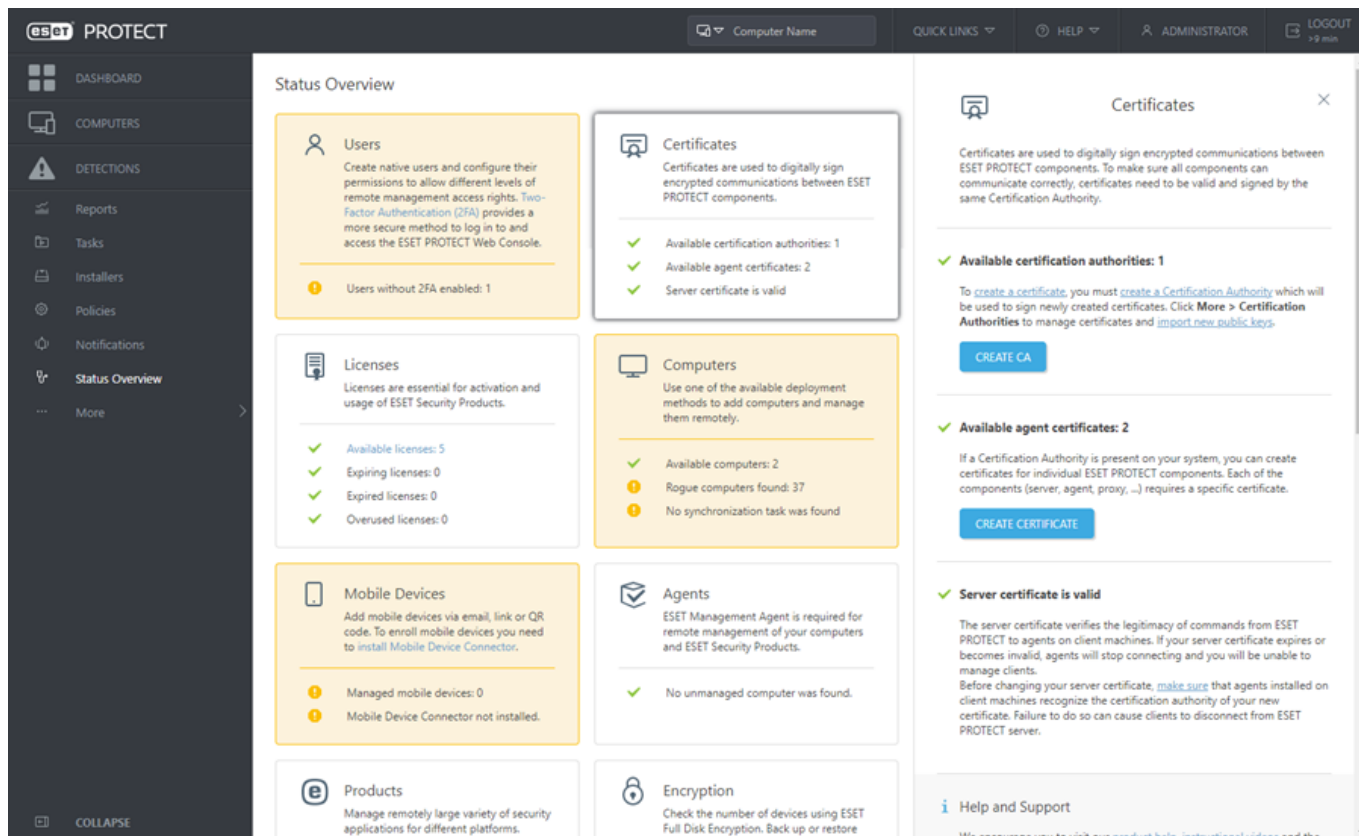 eset PROTECT
Computer Name
QUICK LINKS
HELP
ADMINISTRATOR
LOGOUT
>9 min
DASHBOARD
COMPUTERS
DETECTIONS
Reports
Tasks
Installers
Policies
Notifications
Status Overview
More
COLLAPSE
Status Overview
Users
Create native users and configure their
permissions to allow different levels of
remote management access rights. Two-
Factor Authentication (2FA) provides a
more secure method to log in to and
access the ESET PROTECT Web Console.
Users without 2FA enabled: 1
Certificates
Certificates are used to digitally sign
encrypted communications between ESET
PROTECT components.
Available certification authorities: 1
Available agent certificates: 2
Server certificate is valid
Licenses
Licenses are essential for activation and
usage of ESET Security Products.
Available licenses: 5
Expiring licenses: 0
Expired licenses: 0
Overused licenses: 0
Computers
Use one of the available deployment
methods to add computers and manage
them remotely.
Available computers: 2
Rogue computers found: 37
No synchronization task was found
Mobile Devices
Add mobile devices via email, link or QR
code. To enroll mobile devices you need
to install Mobile Device Connector.
Managed mobile devices: 0
Mobile Device Connector not installed.
Agents
ESET Management Agent is required for
remote management of your computers
and ESET Security Products.
No unmanaged computer was found.
Products
Manage remotely large variety of security
applications for different platforms.
Encryption
Check the number of devices using ESET
Full Disk Encryption. Back up or restore
Certificates
Certificates are used to digitally sign encrypted communications between
ESET PROTECT components. To make sure all components can
communicate correctly, certificates need to be valid and signed by the
same Certification Authority.
Available certification authorities: 1
To create a certificate, you must create a Certification Authority which will
be used to sign newly created certificates. Click More > Certification
Authorities to manage certificates and import new public keys.
CREATE CA
Available agent certificates: 2
If a Certification Authority is present on your system, you can create
certificates for individual ESET PROTECT components. Each of the
components (server, agent, proxy, ...) requires a specific certificate.
CREATE CERTIFICATE
Server certificate is valid
The server certificate verifies the legitimacy of commands from ESET
PROTECT to agents on client machines. If your server certificate expires or
becomes invalid, agents will stop connecting and you will be unable to
manage clients.
Before changing your server certificate, make sure that agents installed on
client machines recognize the certification authority of your new
certificate. Failure to do so can cause clients to disconnect from ESET
PROTECT server.
Help and Support
We encourage you to visit our product help, instructional videos and the